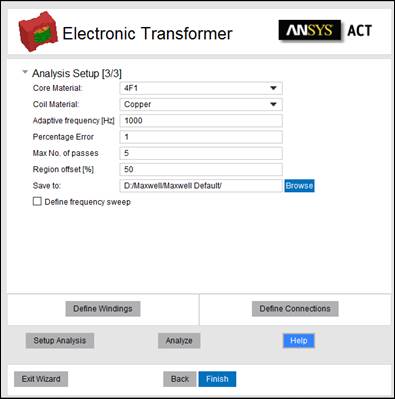 Electronic Transformer
ANSYS ACT
Analysis Setup [3/3]
Core Material: 4F1
Coil Material: Copper
Adaptive frequency [Hz] 1000
Percentage Error 1
Max No. of passes 5
Region offset [%] 50
Save to: D:/Maxwell/Maxwell Default/ Browse
Define frequency sweep
Define Windings Define Connections
Setup Analysis Analyze Help
Exit Wizard Back Finish